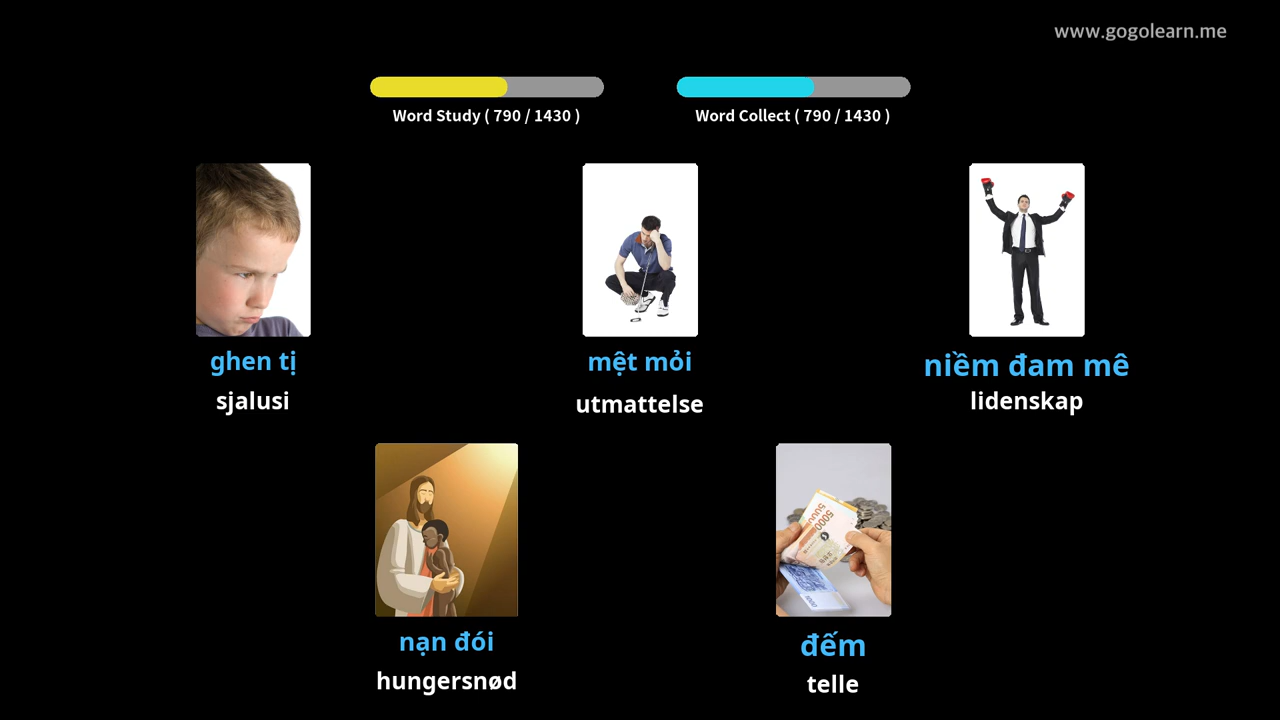 www.gogolearn.me
Word Study ( 790 / 1430 )
Word Collect ( 790 / 1430 )
ghen tị
sjalusi
mệt mỏi
utmattelse
niềm đam mê
lidenskap
nạn đói
hungersnød
5000
đếm
telle